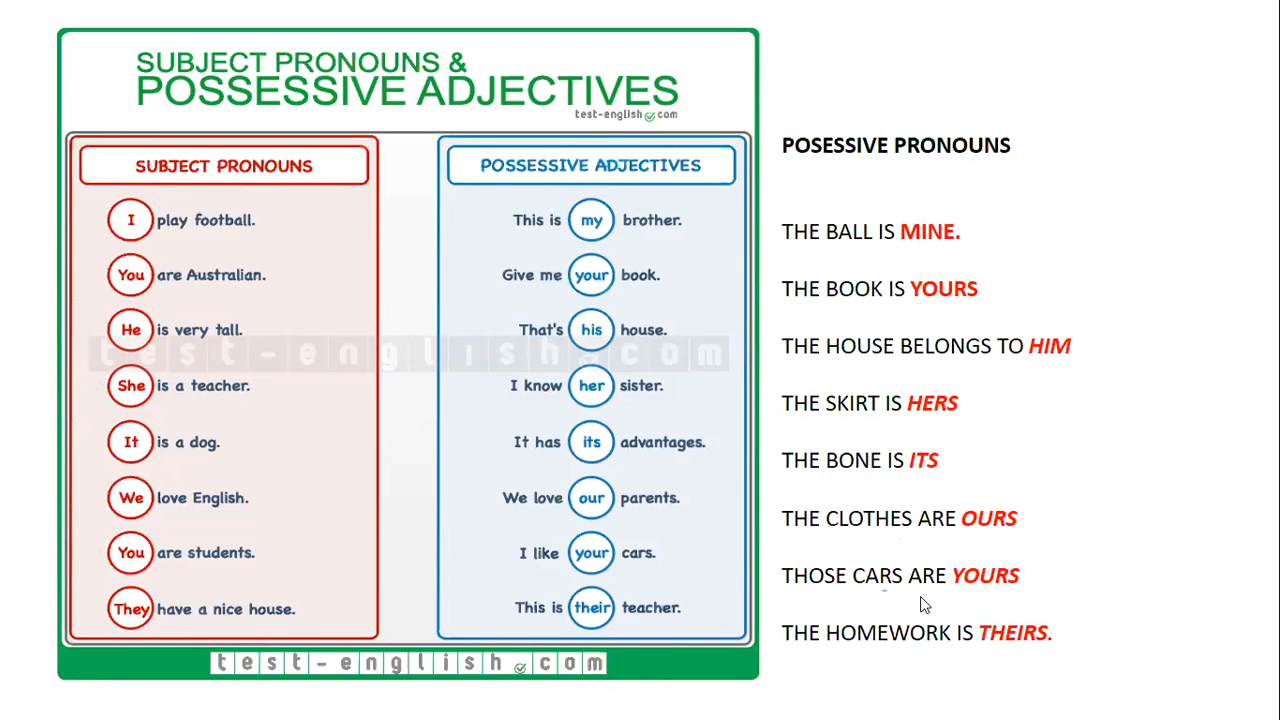 SUBJECT PRONOUNS &
POSSESSIVE ADJECTIVES
test-english.com
SUBJECT PRONOUNS
I play football.
You are Australian.
He is very tall.
She is a teacher.
It is a dog.
We love English.
You are students.
They have a nice house.
POSSESSIVE ADJECTIVES
This is my brother.
Give me your book.
That's his house.
I know her sister.
It has its advantages.
We love our parents.
I like your cars.
This is their teacher.
test-english.com
test-english.com
POSESSIVE PRONOUNS
THE BALL IS MINE.
THE BOOK IS YOURS
THE HOUSE BELONGS TO HIM
THE SKIRT IS HERS
THE BONE IS ITS
THE CLOTHES ARE OURS
THOSE CARS ARE YOURS
THE HOMEWORK IS THEIRS.